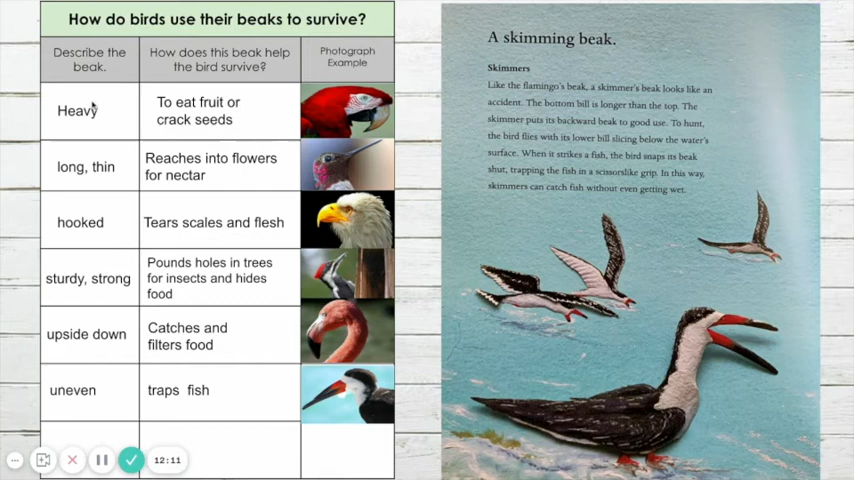 How do birds use their beaks to survive?
Describe the
beak.
How does this beak help
the bird survive?
Photograph
Example
Heavy
To eat fruit or
crack seeds
long, thin
Reaches into flowers
for nectar
hooked
Tears scales and flesh
sturdy, strong
Pounds holes in trees
for insects and hides
food
upside down
Catches and
filters food
uneven
traps fish
12:11
A skimming beak.
Skimmers
Like the flamingo's beak, a skimmer's beak looks like an
accident. The bottom bill is longer than the top. The
skimmer puts its backward beak to good use. To hunt,
the bird flies with its lower bill slicing below the water's
surface. When it strikes a fish, the bird snaps its beak
shut, trapping the fish in a scissorslike grip. In this way,
skimmers can catch fish without even getting wet.